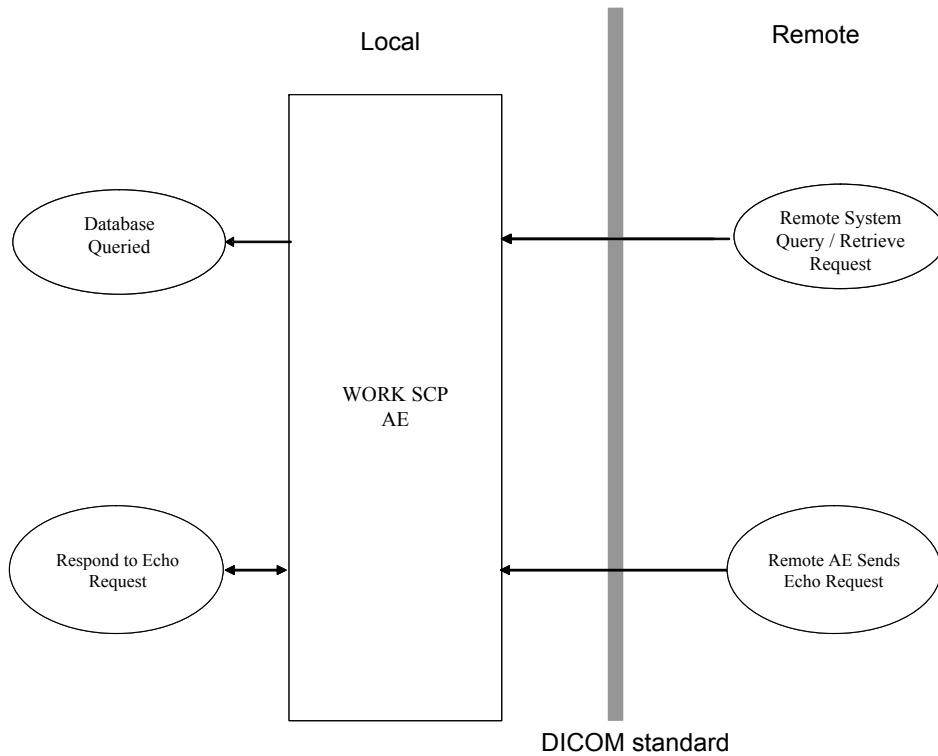 Local
Remote
Database
Queried
Remote System
Query / Retrieve
Request
WORK SCP
AE
Respond to Echo
Request
Remote AE Sends
Echo Request
DICOM standard